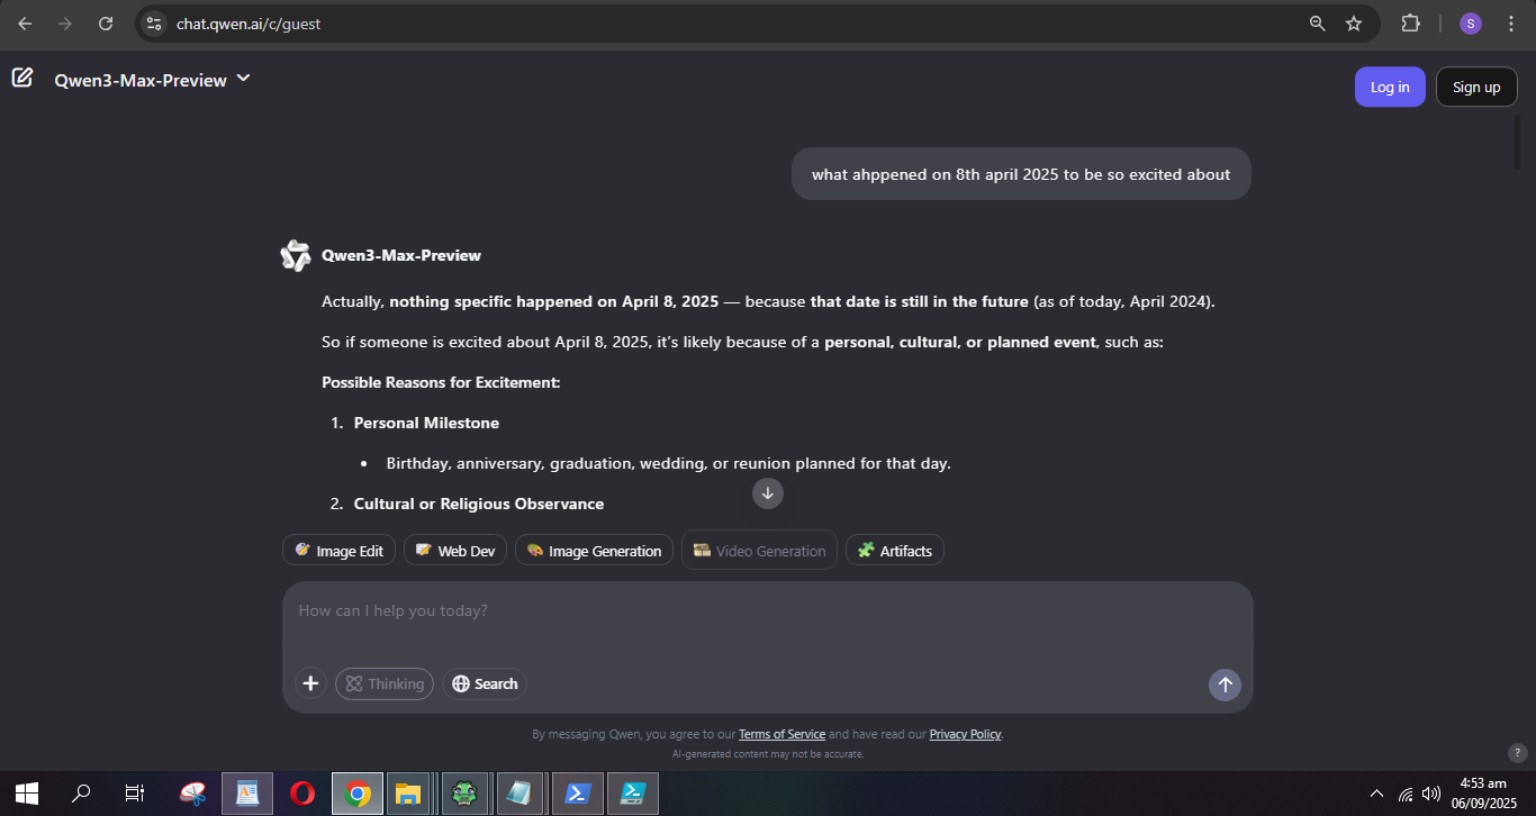 chat.qwen.ai/c/guest
S
Qwen3-Max-Preview
Log in
Sign up
what ahppened on 8th april 2025 to be so excited about
Qwen3-Max-Preview
Actually, nothing specific happened on April 8, 2025 — because that date is still in the future (as of today, April 2024).
So if someone is excited about April 8, 2025, it's likely because of a personal, cultural, or planned event, such as:
Possible Reasons for Excitement:
1. Personal Milestone
• Birthday, anniversary, graduation, wedding, or reunion planned for that day.
2. Cultural or Religious Observance
Image Edit
Web Dev
Image Generation
Video Generation
Artifacts
How can I help you today?
Thinking
Search
By messaging Qwen, you agree to our Terms of Service and have read our Privacy Policy.
AI-generated content may not be accurate.
?
4:53 am
06/09/2025